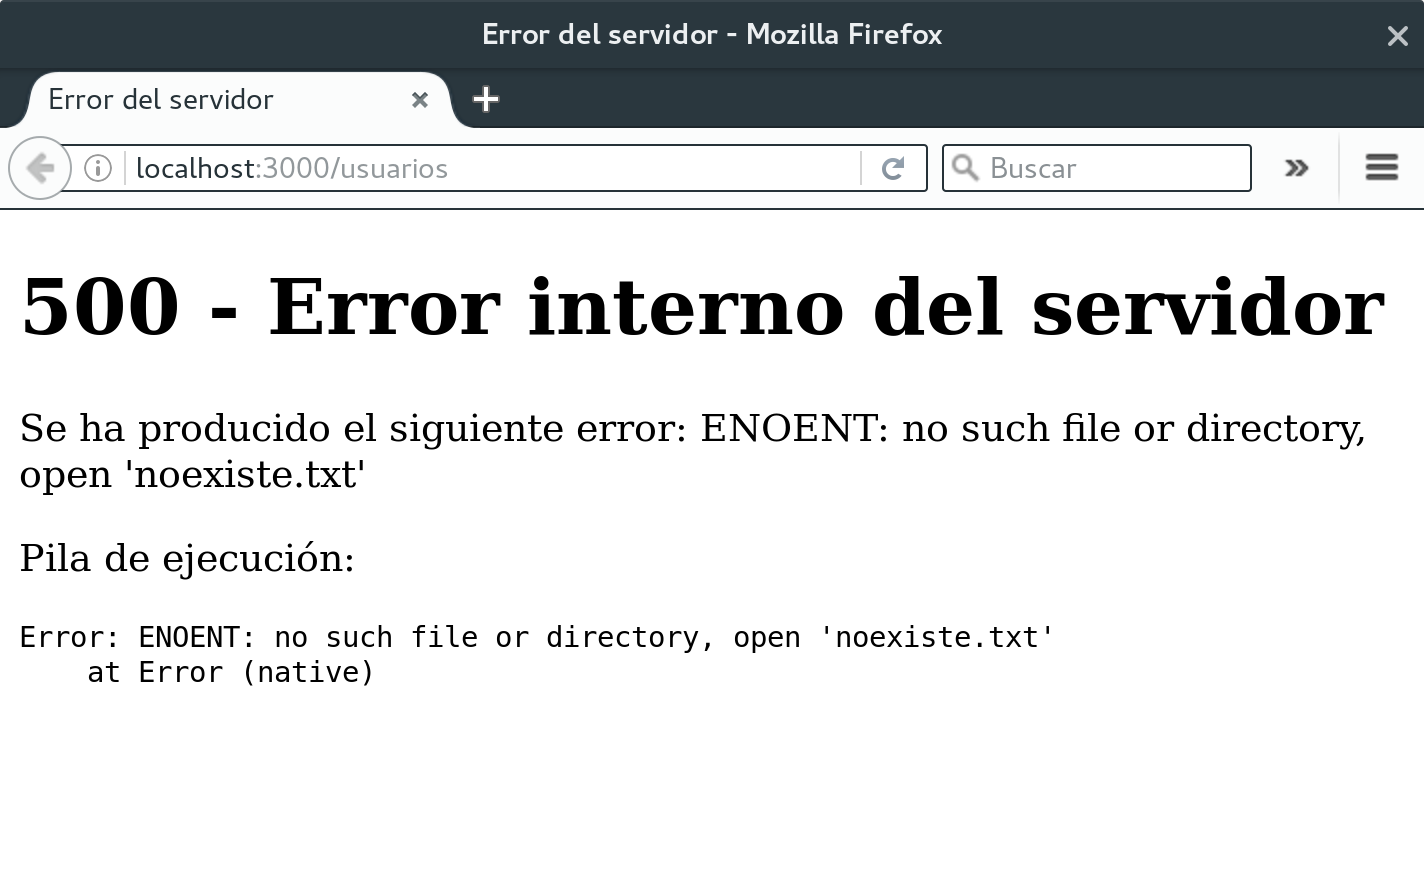 Error del servidor - Mozilla Firefox
Error del servidor
localhost:3000/usuarios
Buscar
500 - Error interno del servidor
Se ha producido el siguiente error: ENOENT: no such file or directory,
open 'noexiste.txt'
Pila de ejecución:
Error: ENOENT: no such file or directory, open 'noexiste.txt'
    at Error (native)